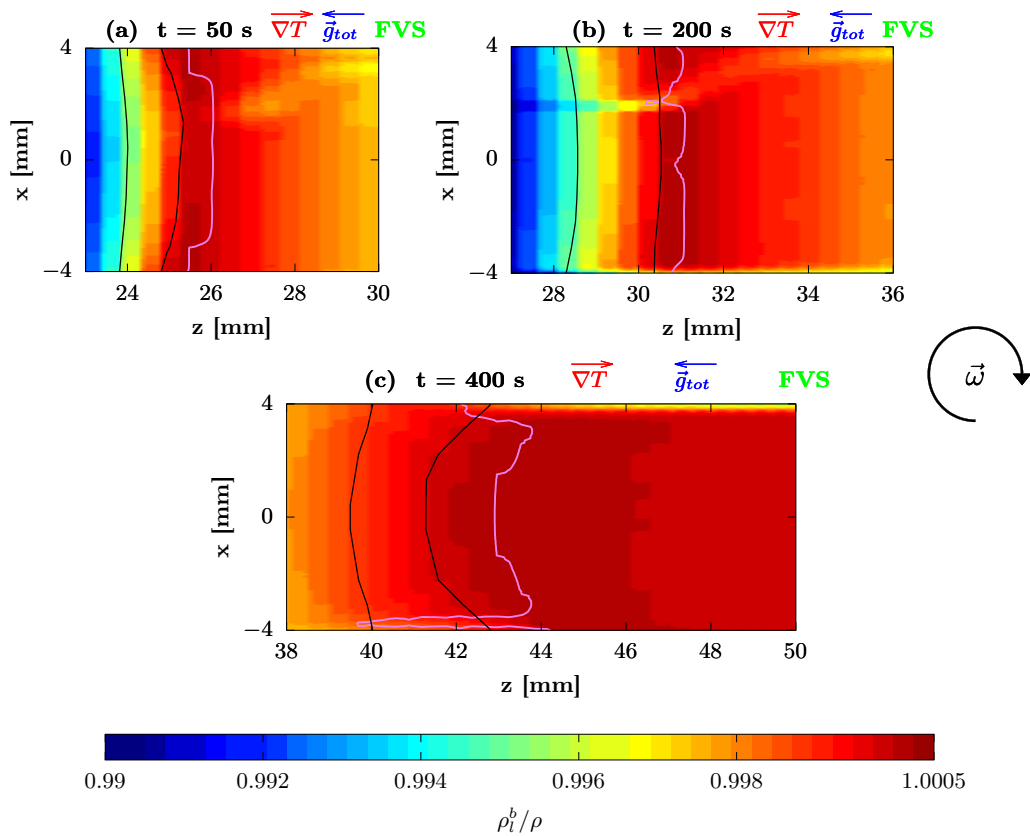 (a) t = 50 s ∇T g⃗tot FVS
4
0
−4
x [mm]
24 26 28 30
z [mm]
(b) t = 200 s ∇T g⃗tot FVS
4
0
−4
x [mm]
28 30 32 34 36
z [mm]
ω⃗
(c) t = 400 s ∇T g⃗tot FVS
4
0
−4
x [mm]
38 40 42 44 46 48 50
z [mm]
0.99 0.992 0.994 0.996 0.998 1.0005
ρ_l^b/ρ